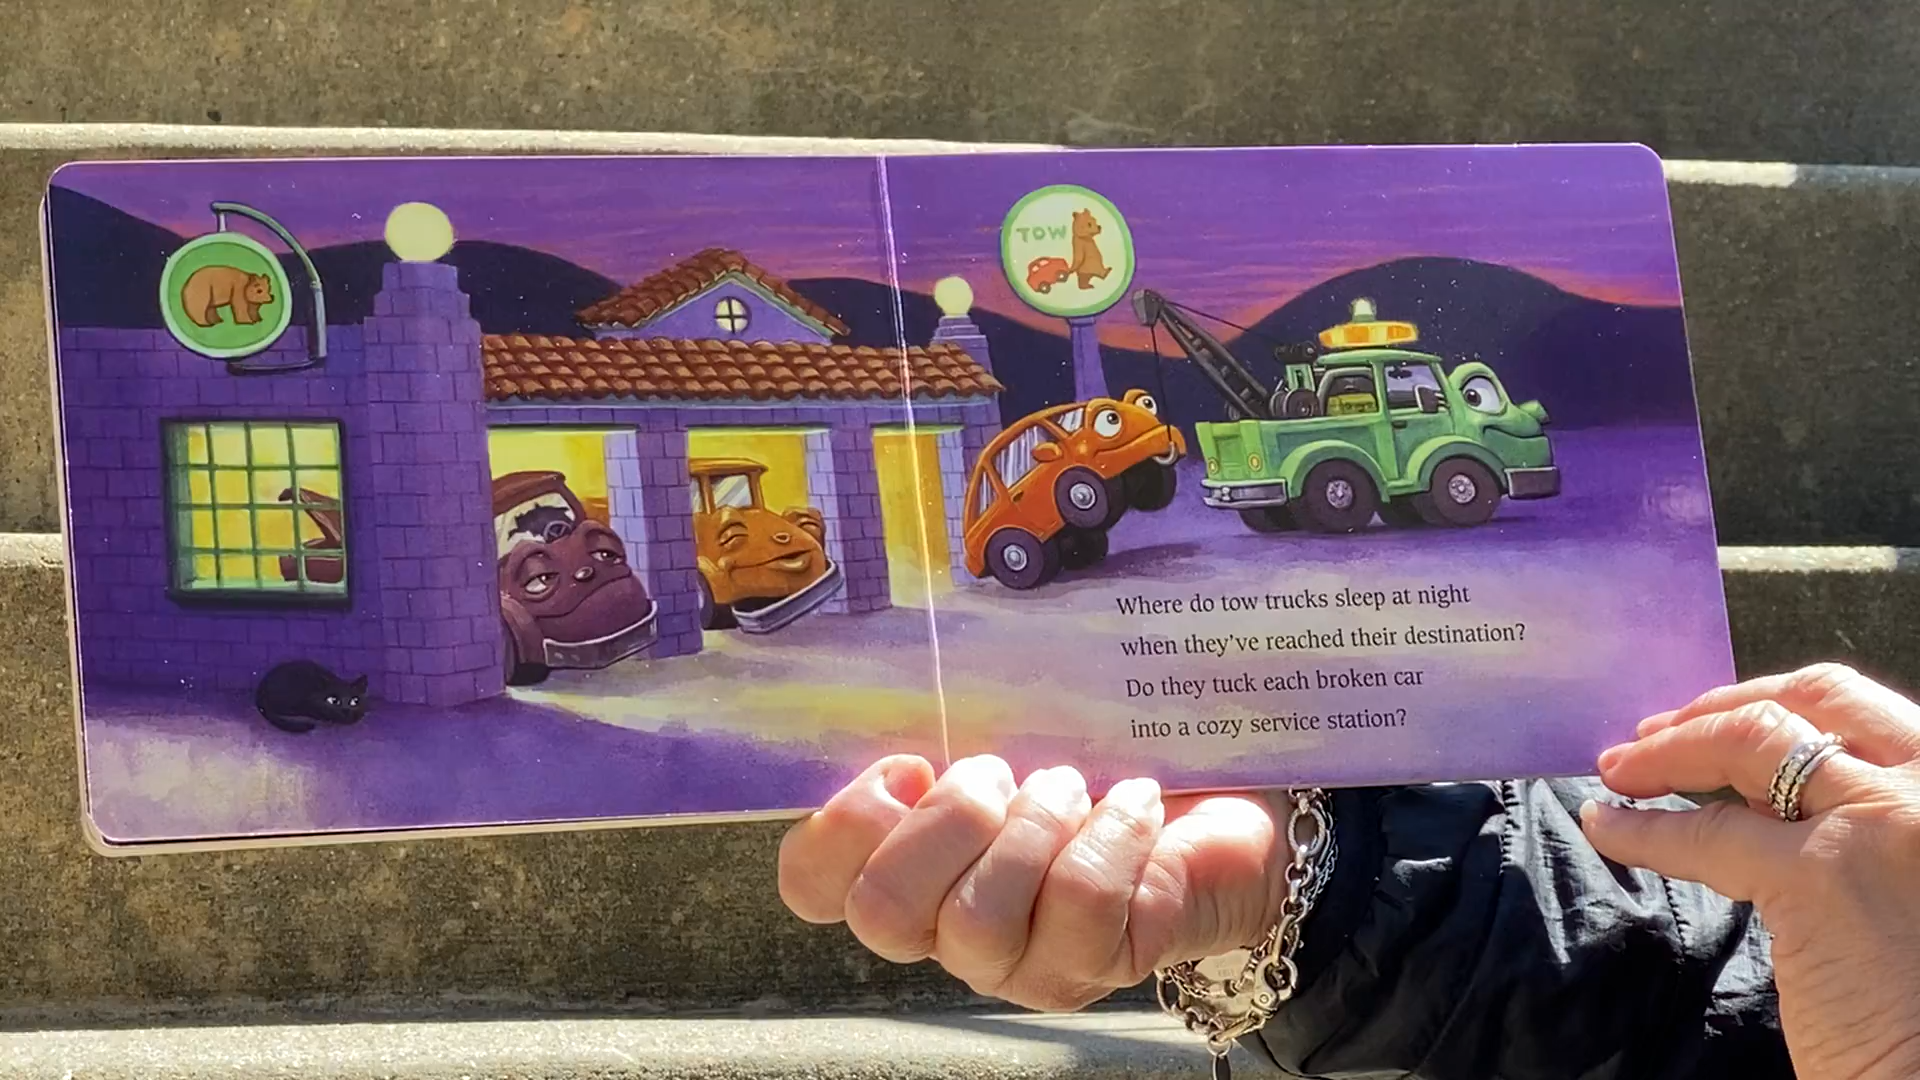 TOW
Where do tow trucks sleep at night
when they've reached their destination?
Do they tuck each broken car
into a cozy service station?